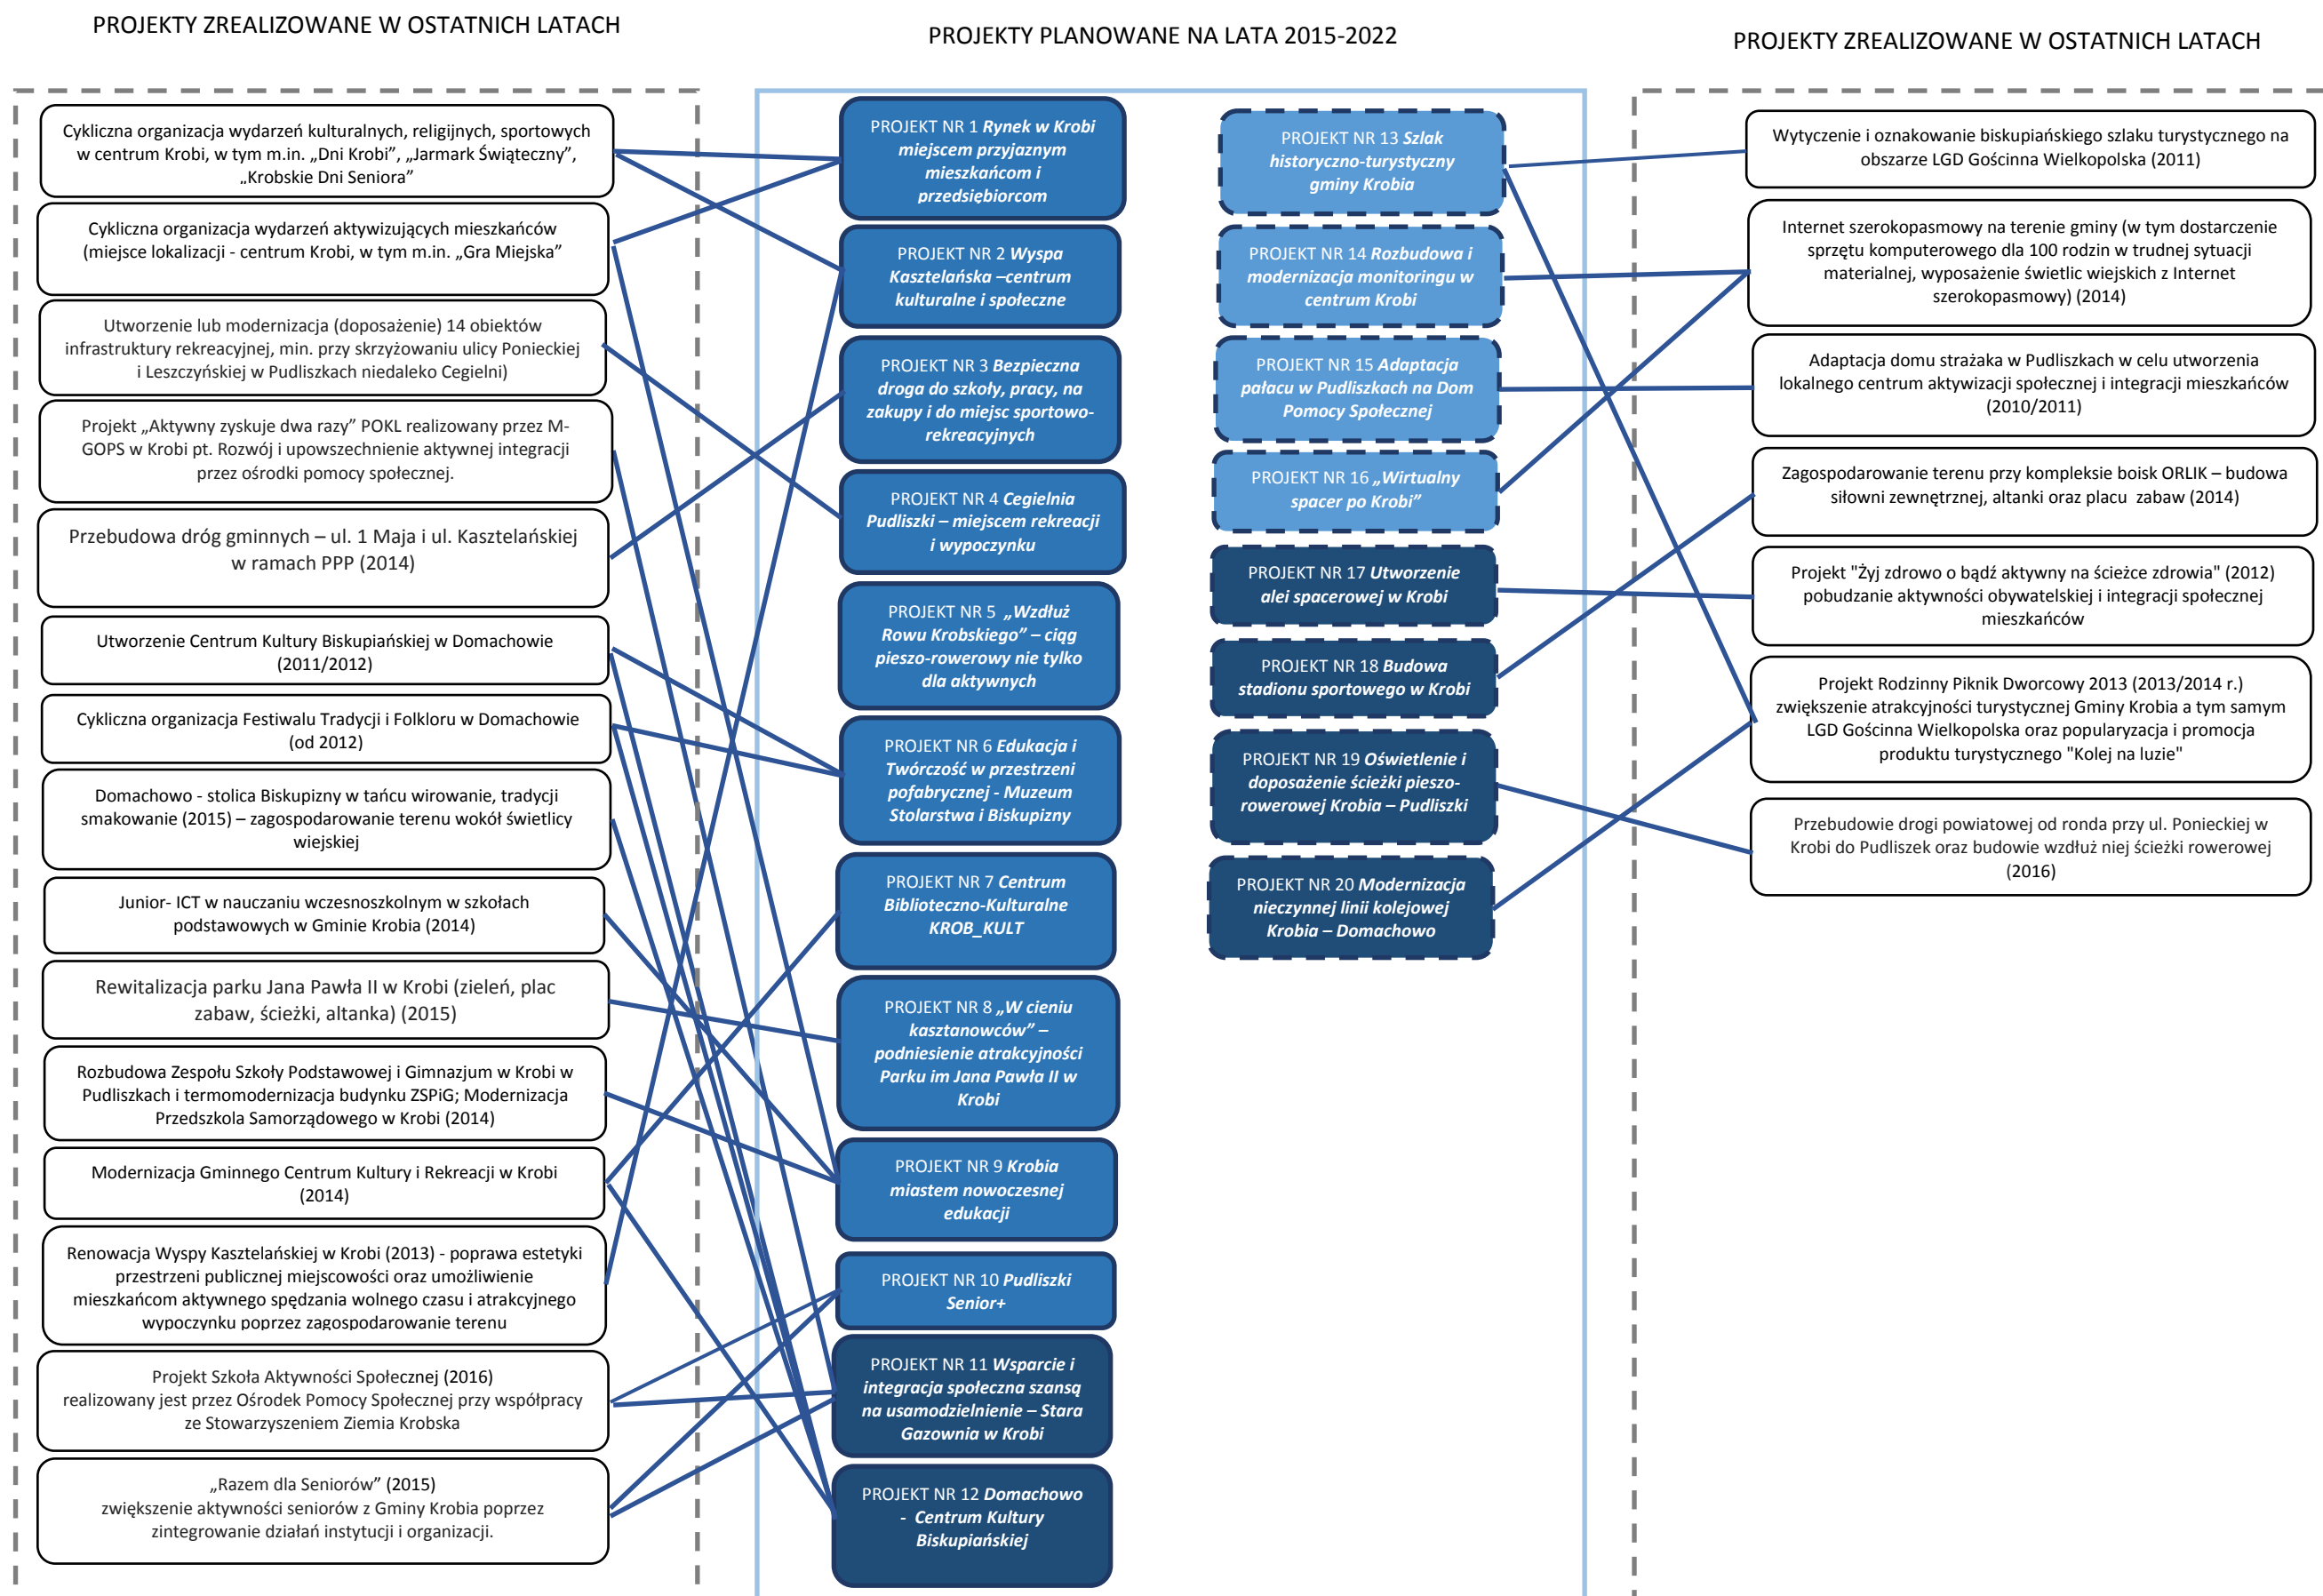 PROJEKTY ZREALIZOWANE W OSTATNICH LATACH
PROJEKTY PLANOWANE NA LATA 2015-2022
PROJEKTY ZREALIZOWANE W OSTATNICH LATACH
Cykliczna organizacja wydarzeń kulturalnych, religijnych, sportowych
w centrum Krobi, w tym m.in. „Dni Krobi”, „Jarmark Świąteczny”,
„Krobskie Dni Seniora”
Cykliczna organizacja wydarzeń aktywizujących mieszkańców
(miejsce lokalizacji - centrum Krobi, w tym m.in. „Gra Miejska”
Utworzenie lub modernizacja (doposażenie) 14 obiektów
infrastruktury rekreacyjnej, min. przy skrzyżowaniu ulicy Ponieckiej
i Leszczyńskiej w Pudliszkach niedaleko Cegielni)
Projekt „Aktywny zyskuje dwa razy” POKL realizowany przez M-
GOPS w Krobi pt. Rozwój i upowszechnienie aktywnej integracji
przez ośrodki pomocy społecznej.
Przebudowa dróg gminnych – ul. 1 Maja i ul. Kasztelańskiej
w ramach PPP (2014)
Utworzenie Centrum Kultury Biskupiańskiej w Domachowie
(2011/2012)
Cykliczna organizacja Festiwalu Tradycji i Folkloru w Domachowie
(od 2012)
Domachowo - stolica Biskupizny w tańcu wirowanie, tradycji
smakowanie (2015) – zagospodarowanie terenu wokół świetlicy
wiejskiej
Junior- ICT w nauczaniu wczesnoszkolnym w szkołach
podstawowych w Gminie Krobia (2014)
Rewitalizacja parku Jana Pawła II w Krobi (zieleń, plac
zabaw, ścieżki, altanka) (2015)
Rozbudowa Zespołu Szkoły Podstawowej i Gimnazjum w Krobi w
Pudliszkach i termomodernizacja budynku ZSPiG; Modernizacja
Przedszkola Samorządowego w Krobi (2014)
Modernizacja Gminnego Centrum Kultury i Rekreacji w Krobi
(2014)
Renowacja Wyspy Kasztelańskiej w Krobi (2013) - poprawa estetyki
przestrzeni publicznej miejscowości oraz umożliwienie
mieszkańcom aktywnego spędzania wolnego czasu i atrakcyjnego
wypoczynku poprzez zagospodarowanie terenu
Projekt Szkoła Aktywności Społecznej (2016)
realizowany jest przez Ośrodek Pomocy Społecznej przy współpracy
ze Stowarzyszeniem Ziemia Krobska
„Razem dla Seniorów” (2015)
zwiększenie aktywności seniorów z Gminy Krobia poprzez
zintegrowanie działań instytucji i organizacji.
PROJEKT NR 1 Rynek w Krobi
miejscem przyjaznym
mieszkańcom i
przedsiębiorcom
PROJEKT NR 2 Wyspa
Kasztelańska –centrum
kulturalne i społeczne
PROJEKT NR 3 Bezpieczna
droga do szkoły, pracy, na
zakupy i do miejsc sportowo-
rekreacyjnych
PROJEKT NR 4 Cegielnia
Pudliszki – miejscem rekreacji
i wypoczynku
PROJEKT NR 5 „Wzdłuż
Rowu Krobskiego” – ciąg
pieszo-rowerowy nie tylko
dla aktywnych
PROJEKT NR 6 Edukacja i
Twórczość w przestrzeni
pofabrycznej - Muzeum
Stolarstwa i Biskupizny
PROJEKT NR 7 Centrum
Biblioteczno-Kulturalne
KROB_KULT
PROJEKT NR 8 „W cieniu
kasztanowców” –
podniesienie atrakcyjności
Parku im Jana Pawła II w
Krobi
PROJEKT NR 9 Krobia
miastem nowoczesnej
edukacji
PROJEKT NR 10 Pudliszki
Senior+
PROJEKT NR 11 Wsparcie i
integracja społeczna szansą
na usamodzielnienie – Stara
Gazownia w Krobi
PROJEKT NR 12 Domachowo
- Centrum Kultury
Biskupiańskiej
PROJEKT NR 13 Szlak
historyczno-turystyczny
gminy Krobia
PROJEKT NR 14 Rozbudowa i
modernizacja monitoringu w
centrum Krobi
PROJEKT NR 15 Adaptacja
pałacu w Pudliszkach na Dom
Pomocy Społecznej
PROJEKT NR 16 „Wirtualny
spacer po Krobi”
PROJEKT NR 17 Utworzenie
alei spacerowej w Krobi
PROJEKT NR 18 Budowa
stadionu sportowego w Krobi
PROJEKT NR 19 Oświetlenie i
doposażenie ścieżki pieszo-
rowerowej Krobia – Pudliszki
PROJEKT NR 20 Modernizacja
nieczynnej linii kolejowej
Krobia – Domachowo
Wytyczenie i oznakowanie biskupiańskiego szlaku turystycznego na
obszarze LGD Gościnna Wielkopolska (2011)
Internet szerokopasmowy na terenie gminy (w tym dostarczenie
sprzętu komputerowego dla 100 rodzin w trudnej sytuacji
materialnej, wyposażenie świetlic wiejskich z Internet
szerokopasmowy) (2014)
Adaptacja domu strażaka w Pudliszkach w celu utworzenia
lokalnego centrum aktywizacji społecznej i integracji mieszkańców
(2010/2011)
Zagospodarowanie terenu przy kompleksie boisk ORLIK – budowa
siłowni zewnętrznej, altanki oraz placu zabaw (2014)
Projekt "Żyj zdrowo o bądź aktywny na ścieżce zdrowia" (2012)
pobudzanie aktywności obywatelskiej i integracji społecznej
mieszkańców
Projekt Rodzinny Piknik Dworcowy 2013 (2013/2014 r.)
zwiększenie atrakcyjności turystycznej Gminy Krobia a tym samym
LGD Gościnna Wielkopolska oraz popularyzacja i promocja
produktu turystycznego "Kolej na luzie"
Przebudowie drogi powiatowej od ronda przy ul. Ponieckiej w
Krobi do Pudliszek oraz budowie wzdłuż niej ścieżki rowerowej
(2016)